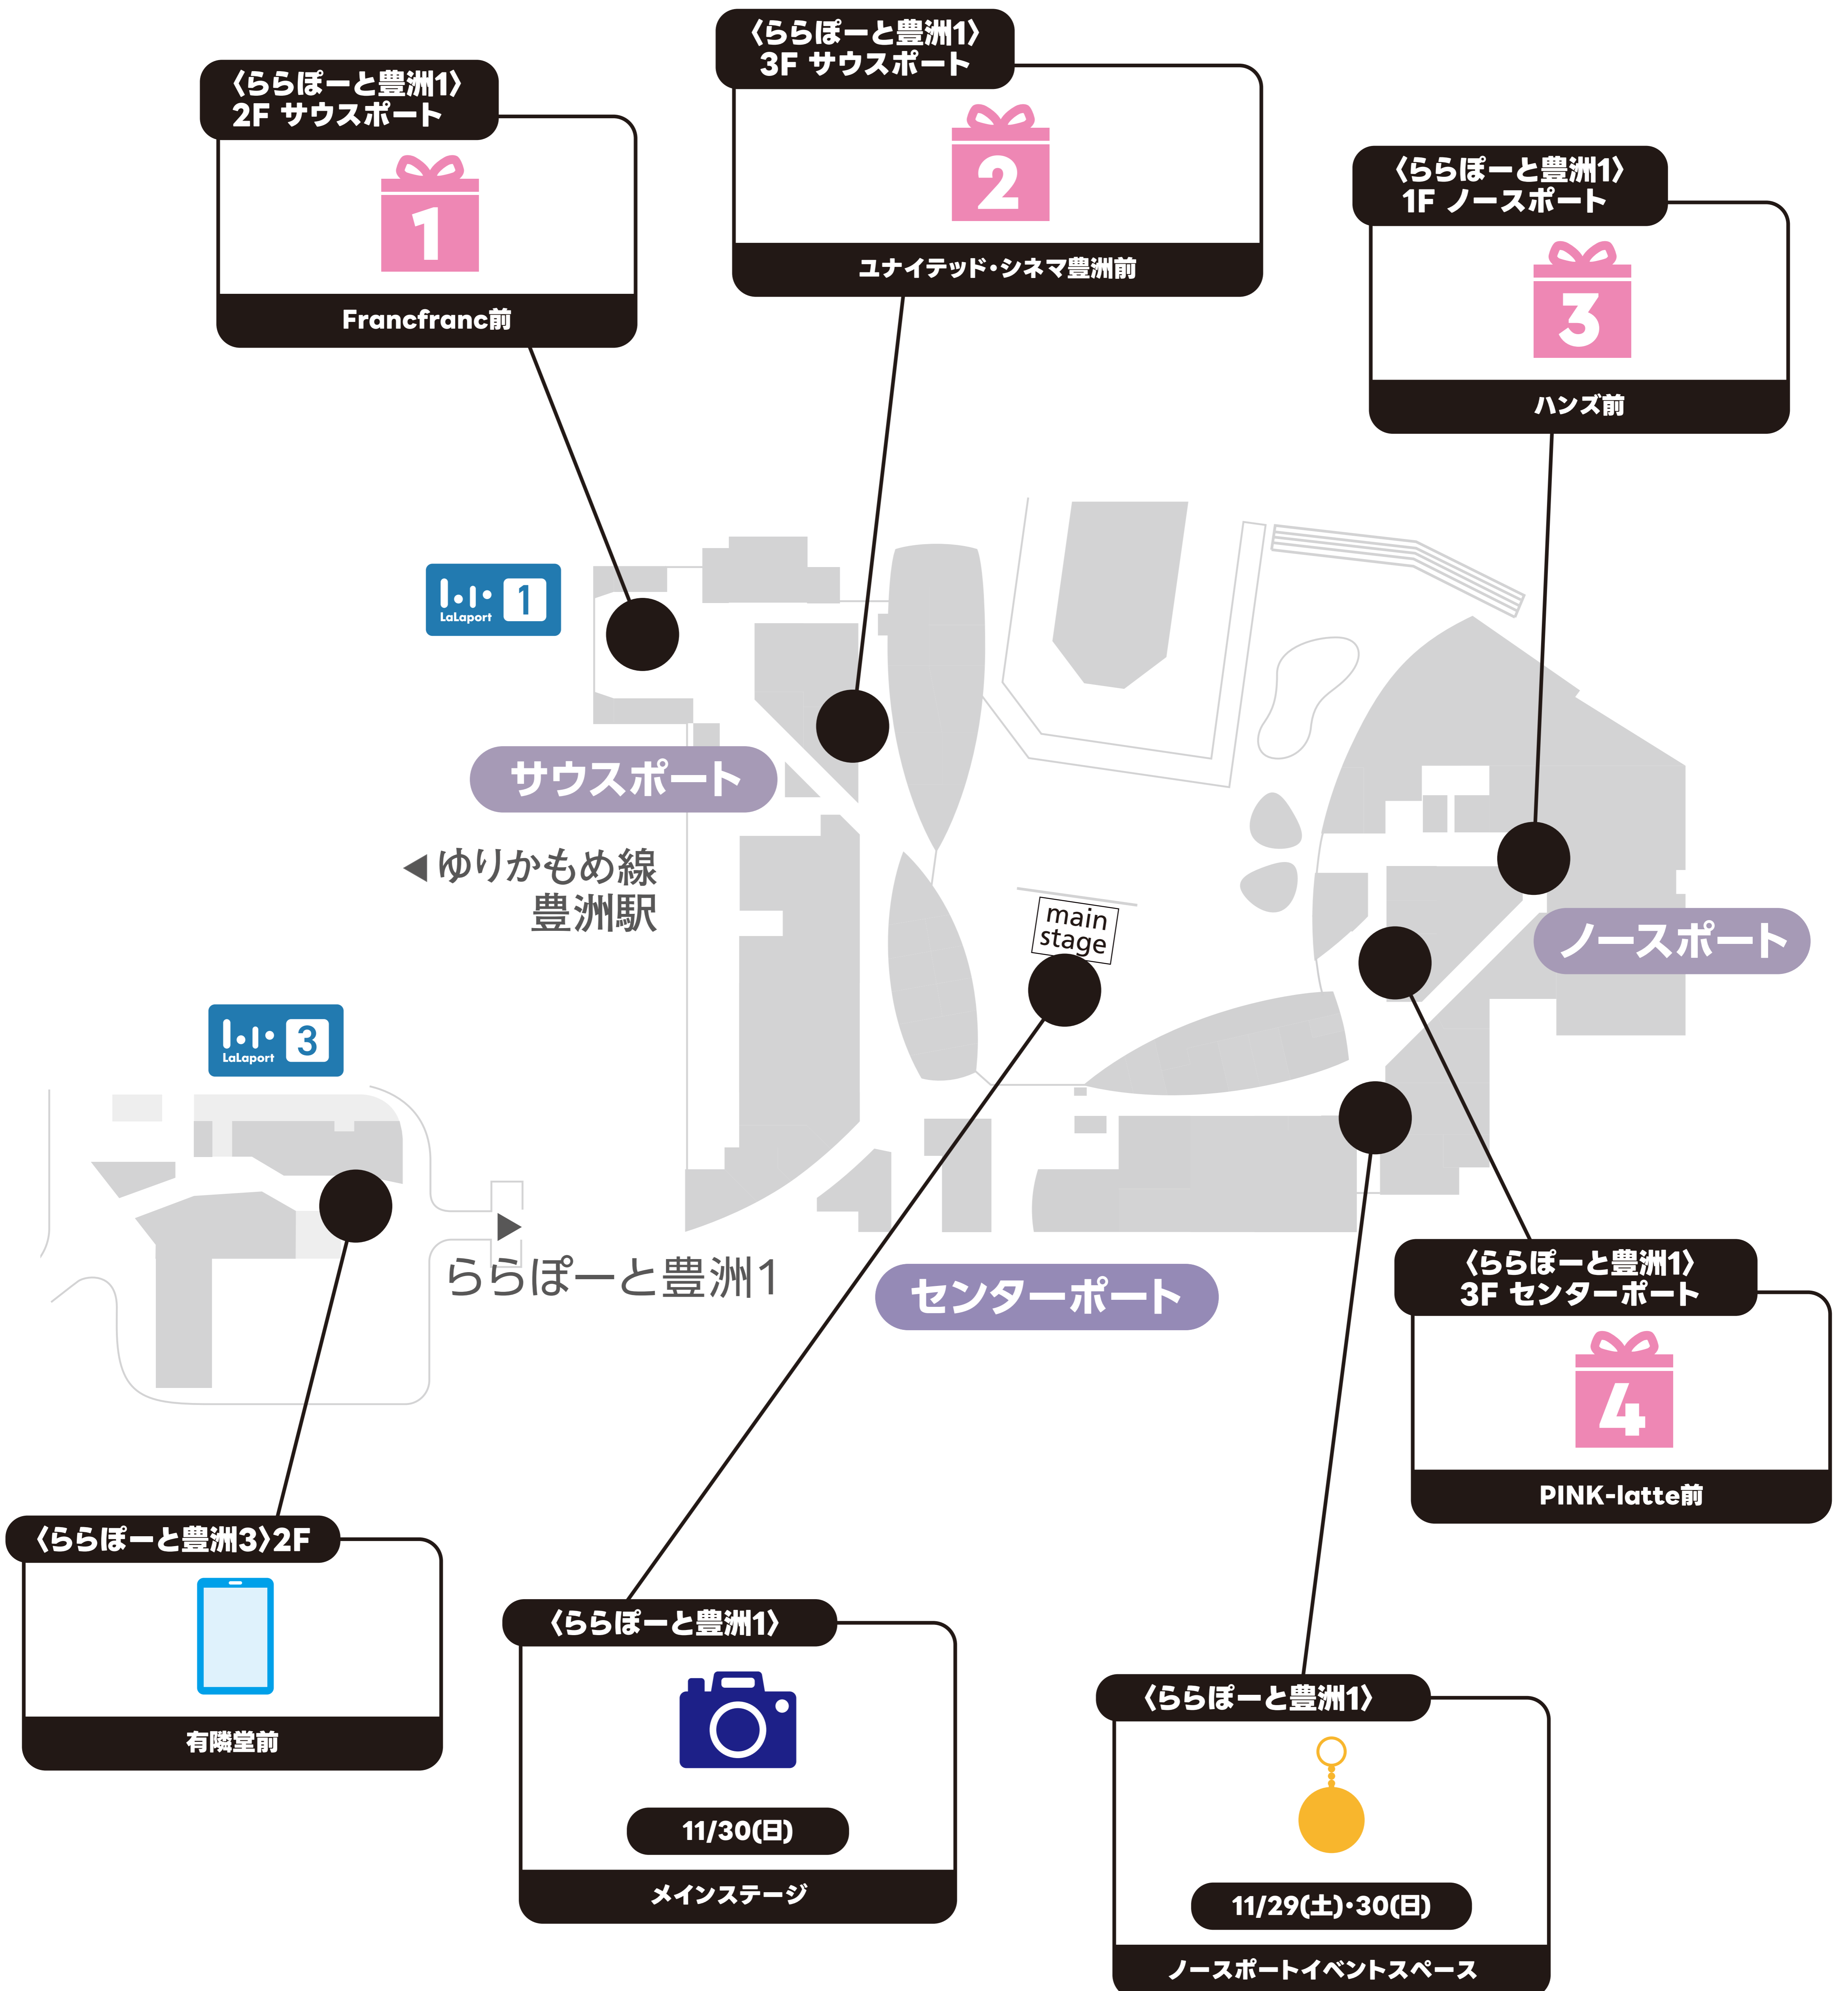 〈ららぽーと豊洲1〉
2F サウスポート
1
Francfranc前
〈ららぽーと豊洲1〉
3F サウスポート
2
ユナイテッド・シネマ豊洲前
〈ららぽーと豊洲1〉
1F ノースポート
3
ハンズ前
LaLaport
1
サウスポート
ゆりかもめ線
豊洲駅
main
stage
ノースポート
LaLaport
3
ららぽーと豊洲1
センターポート
〈ららぽーと豊洲1〉
3F センターポート
4
PINK-latte前
〈ららぽーと豊洲3〉2F
有隣堂前
〈ららぽーと豊洲1〉
11/30(日)
メインステージ
〈ららぽーと豊洲1〉
11/29(土)・30(日)
ノースポートイベントスペース